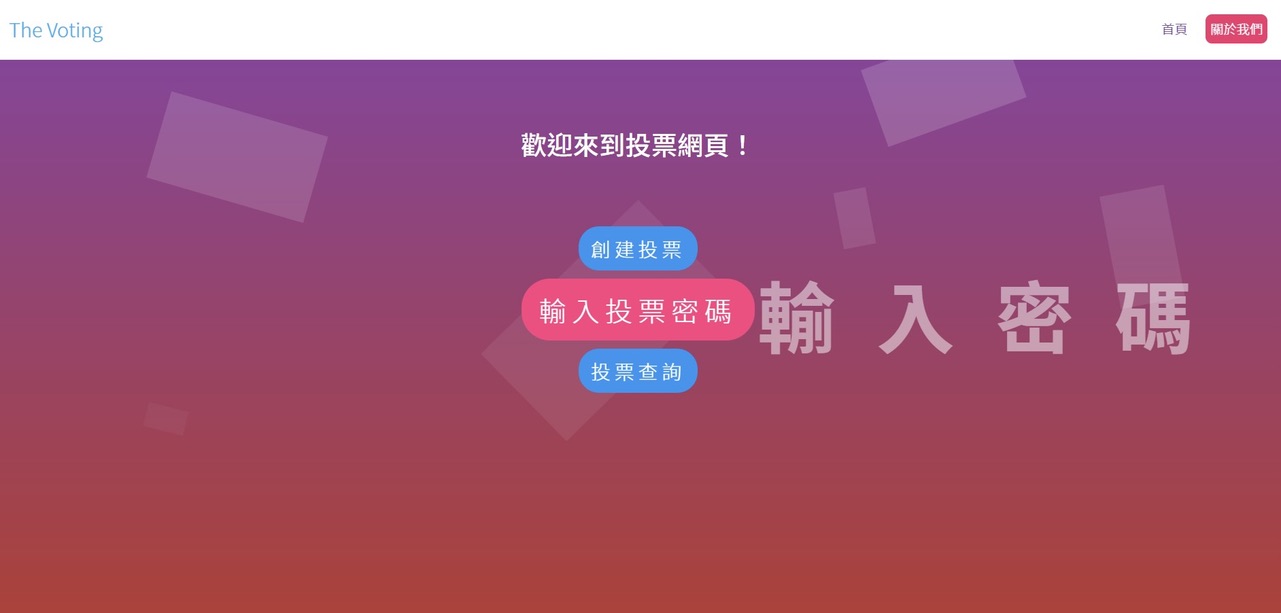 The Voting
首頁
關於我們
歡迎來到投票網頁！
創建投票
輸入投票密碼
輸入密碼
投票查詢